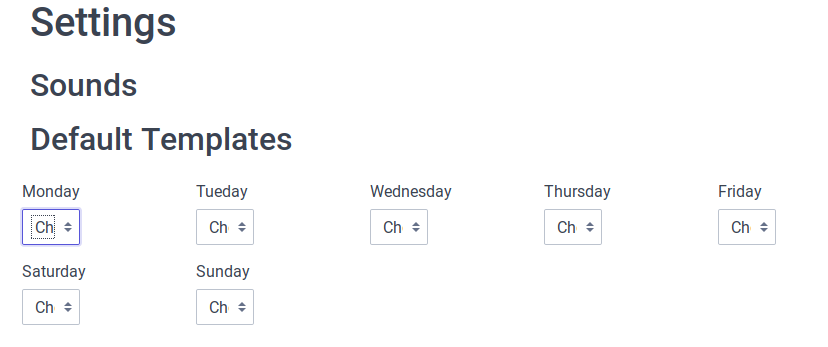 Settings
Sounds
Default Templates
Monday Tueday Wednesday Thursday Friday
Ch Ch Ch Ch Ch
Saturday Sunday
Ch Ch